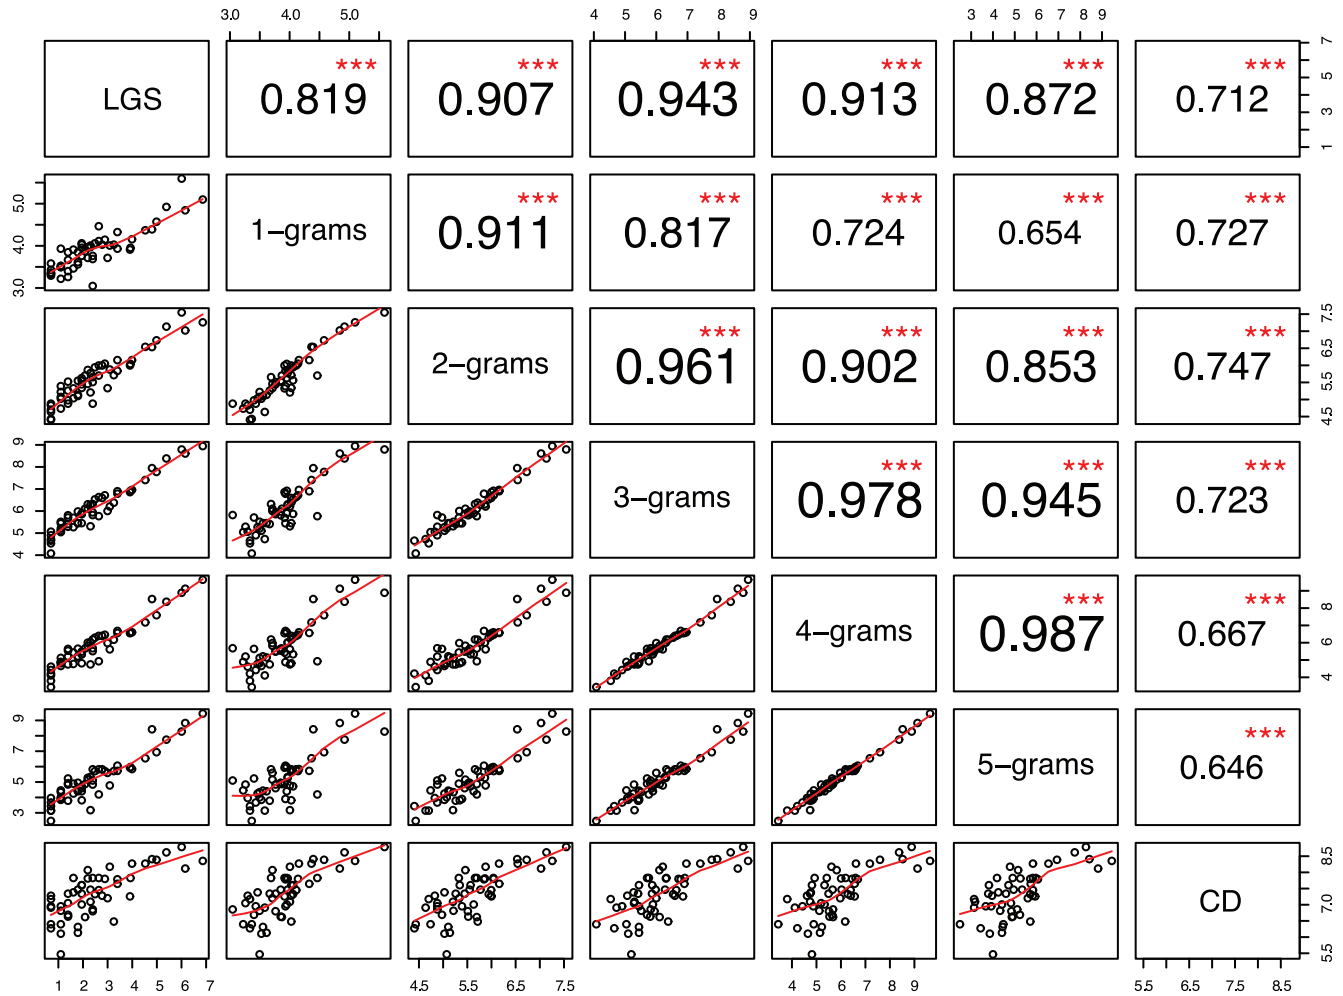 3.0 4.0 5.0 4 5 6 7 8 9 3 4 5 6 7 8 9
LGS *** 0.819 *** 0.907 *** 0.943 *** 0.913 *** 0.872 *** 0.712 1 3 5 7
3.0 4.0 5.0 1−grams *** 0.911 *** 0.817 *** 0.724 *** 0.654 *** 0.727
2−grams *** 0.961 *** 0.902 *** 0.853 *** 0.747 4.5 5.5 6.5 7.5
4 5 6 7 8 9 3−grams *** 0.978 *** 0.945 *** 0.723
4−grams *** 0.987 *** 0.667 4 6 8
3 5 7 9 5−grams *** 0.646
CD 5.5 7.0 8.5
1 2 3 4 5 6 7 4.5 5.5 6.5 7.5 4 5 6 7 8 9 5.5 6.5 7.5 8.5